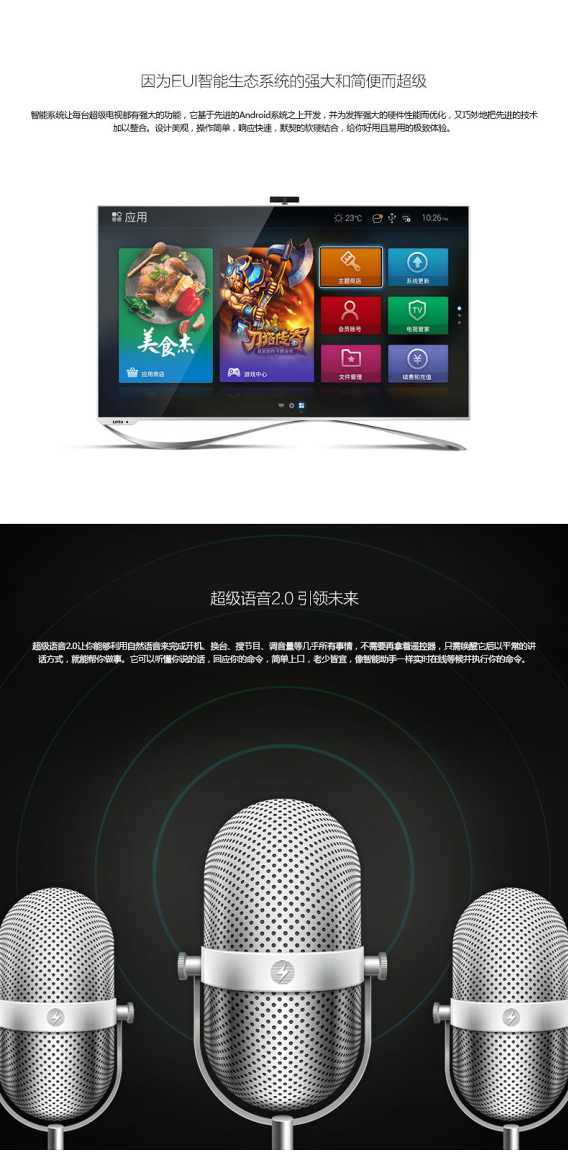 因为EUI智能生态系统的强大和简便而超级
智能系统让每台超级电视都有强大的功能，它基于先进的Android系统之上开发，并为发挥强大的硬件性能而优化，又巧妙地把先进的技术
加以整合。设计美观，操作简单，响应快速，默契的软硬结合，给你好用且易用的极致体验。
应用
23°C
10:26
美食杰
刀塔传奇
主题商店
系统更新
会员账号
TV
电视管家
应用商店
游戏中心
文件管理
续费和充值
超级语音2.0 引领未来
超级语音2.0让你能够利用自然语音来完成开机、换台、搜节目、调音量等几乎所有事情，不需要再拿着遥控器，只需唤醒它后以平常的讲
话方式，就能帮你做事。它可以听懂你说的话，回应你的命令，简单上口，老少皆宜，像智能助手一样实时在线等候并执行你的命令。